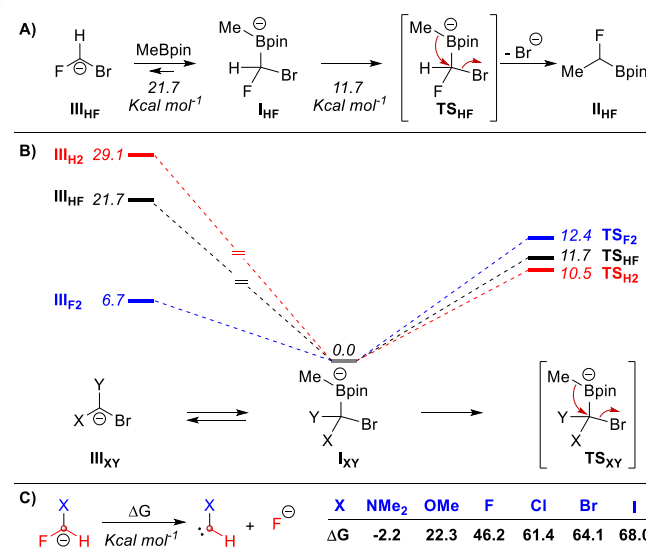 A)
H
F
⊖
Br
III_HF
MeBpin
21.7
Kcal mol⁻¹
Me
⊖
Bpin
H
Br
F
I_HF
11.7
Kcal mol⁻¹
Me
⊖
Bpin
H
Br
F
TS_HF
- Br⊖
F
Me
Bpin
II_HF
B)
III_H2 29.1
III_HF 21.7
III_F2 6.7
12.4 TS_F2
11.7 TS_HF
10.5 TS_H2
0.0
Y
X
⊖
Br
III_XY
Me
⊖
Bpin
Y
Br
X
I_XY
Me
⊖
Bpin
Y
Br
X
TS_XY
C)
X
F
⊖
H
ΔG
Kcal mol⁻¹
X
:
H
+ F⊖
X NMe₂ OMe F Cl Br I
ΔG -2.2 22.3 46.2 61.4 64.1 68.0